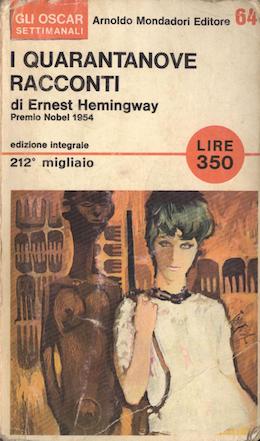 GLI OSCAR
SETTIMANALI
Arnoldo Mondadori Editore
64
I QUARANTANOVE
RACCONTI
di Ernest Hemingway
Premio Nobel 1954
edizione integrale
212° migliaio
LIRE
350